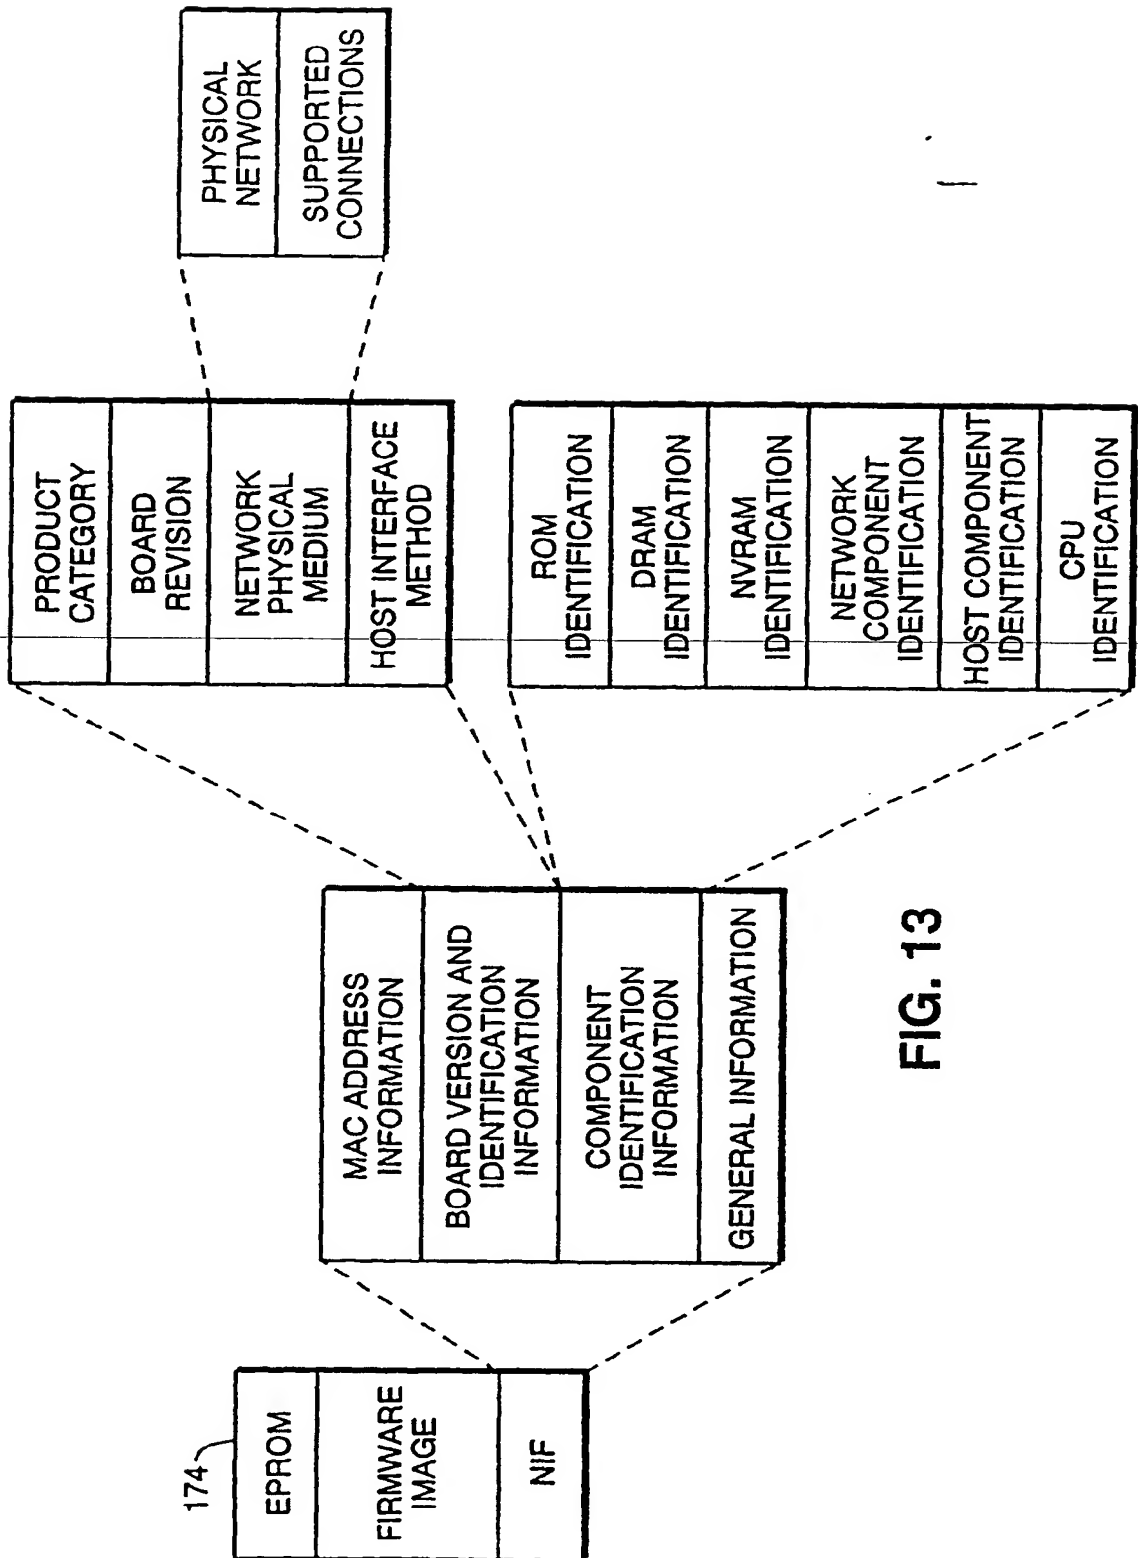 174
EPROM
FIRMWARE
IMAGE
NIF
MAC ADDRESS
INFORMATION
BOARD VERSION AND
IDENTIFICATION
INFORMATION
COMPONENT
IDENTIFICATION
INFORMATION
GENERAL INFORMATION
PRODUCT
CATEGORY
BOARD
REVISION
NETWORK
PHYSICAL
MEDIUM
HOST INTERFACE
METHOD
ROM
IDENTIFICATION
DRAM
IDENTIFICATION
NVRAM
IDENTIFICATION
NETWORK
COMPONENT
IDENTIFICATION
HOST COMPONENT
IDENTIFICATION
CPU
IDENTIFICATION
PHYSICAL
NETWORK
SUPPORTED
CONNECTIONS
FIG. 13